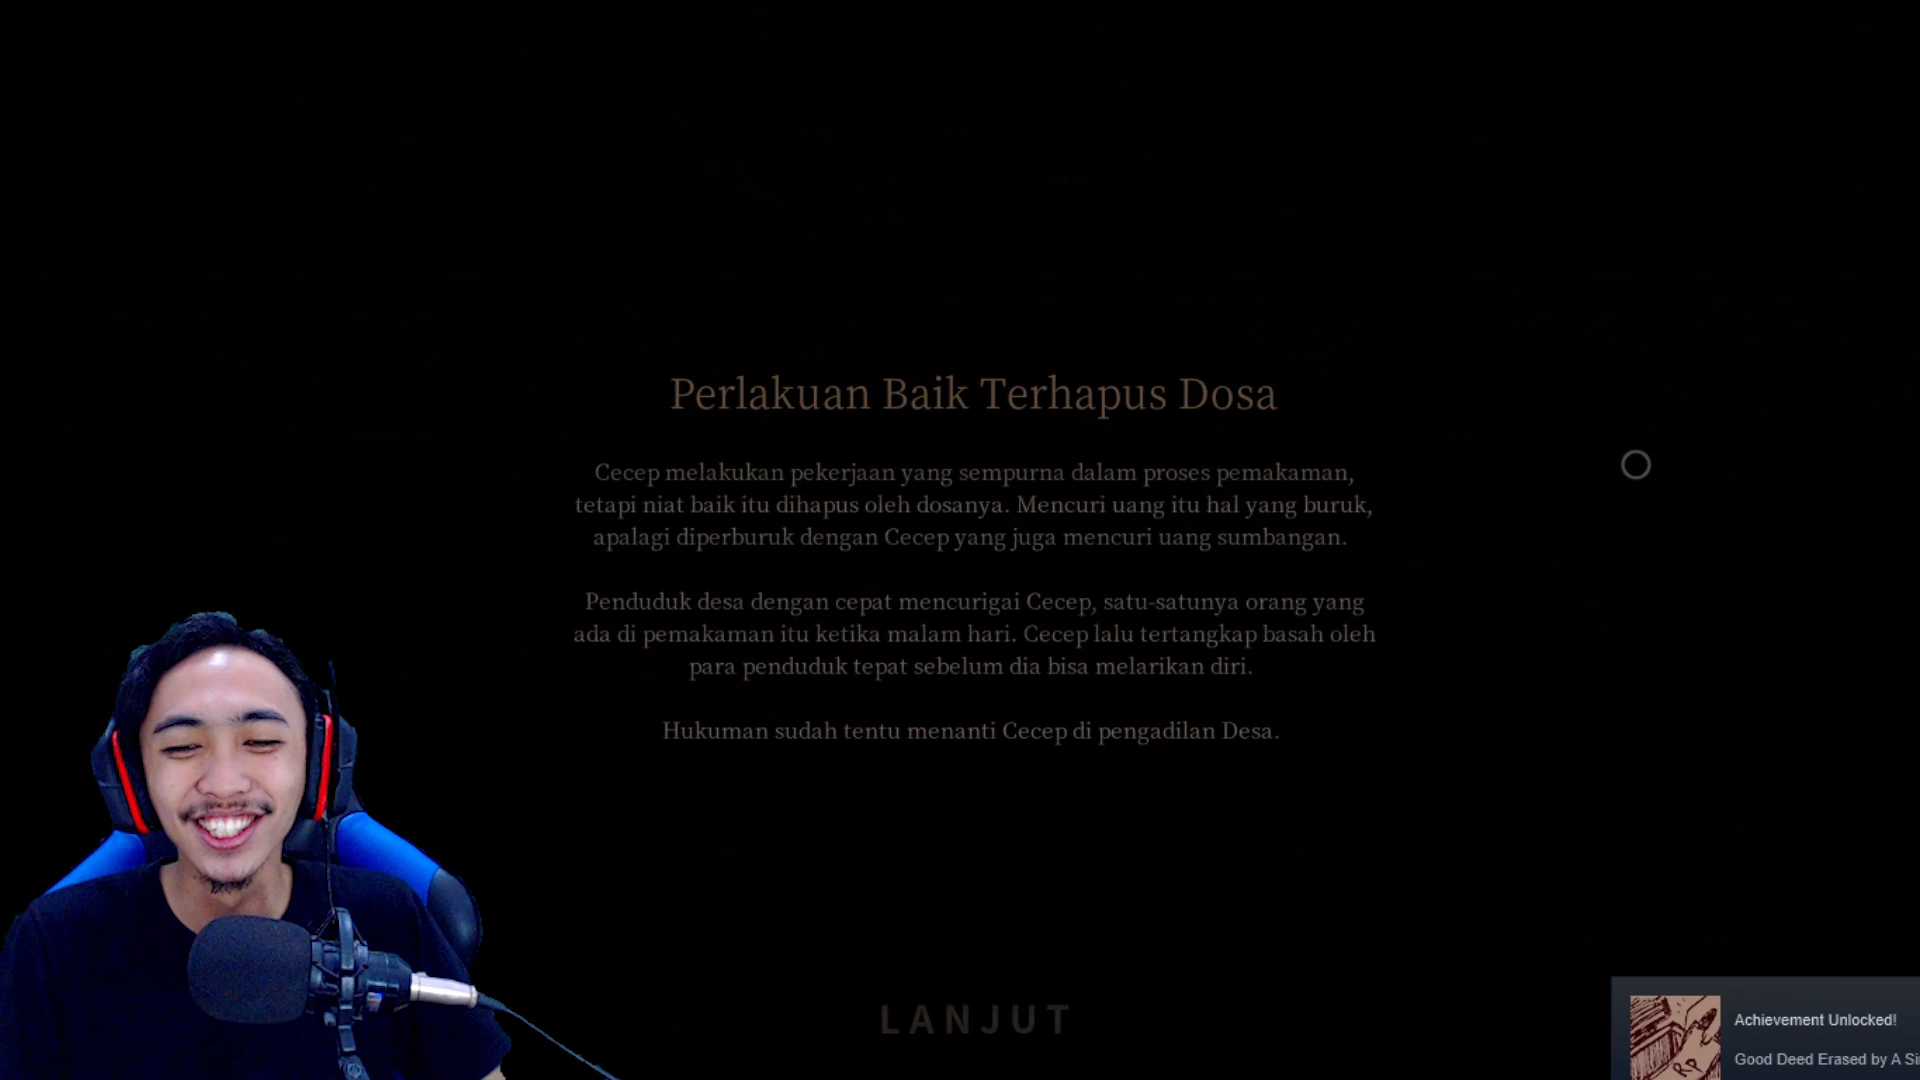 Perlakuan Baik Terhapus Dosa
Cecep melakukan pekerjaan yang sempurna dalam proses pemakaman,
tetapi niat baik itu dihapus oleh dosanya. Mencuri uang itu hal yang buruk,
apalagi diperburuk dengan Cecep yang juga mencuri uang sumbangan.
Penduduk desa dengan cepat mencurigai Cecep, satu-satunya orang yang
ada di pemakaman itu ketika malam hari. Cecep lalu tertangkap basah oleh
para penduduk tepat sebelum dia bisa melarikan diri.
Hukuman sudah tentu menanti Cecep di pengadilan Desa.
LANJUT
RP
Achievement Unlocked!
Good Deed Erased by A